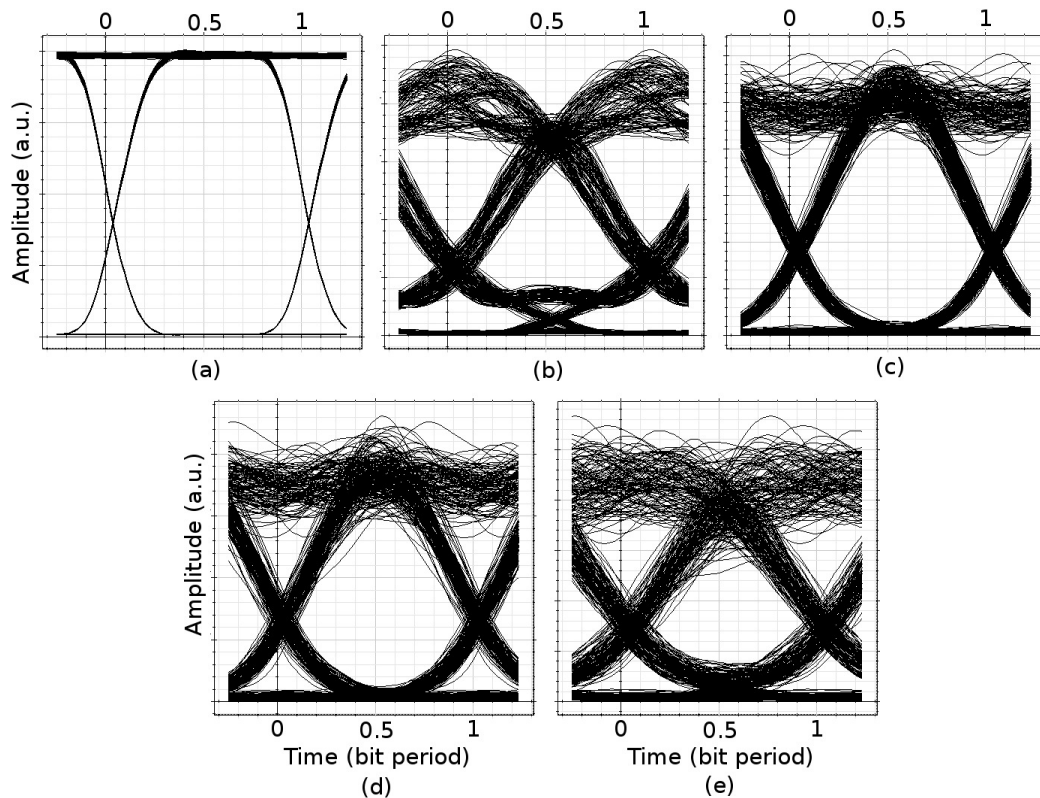 0 0.5 1
0 0.5 1
0 0.5 1
Amplitude (a.u.)
(a)
(b)
(c)
Amplitude (a.u.)
0 0.5 1
0 0.5 1
Time (bit period)
Time (bit period)
(d)
(e)